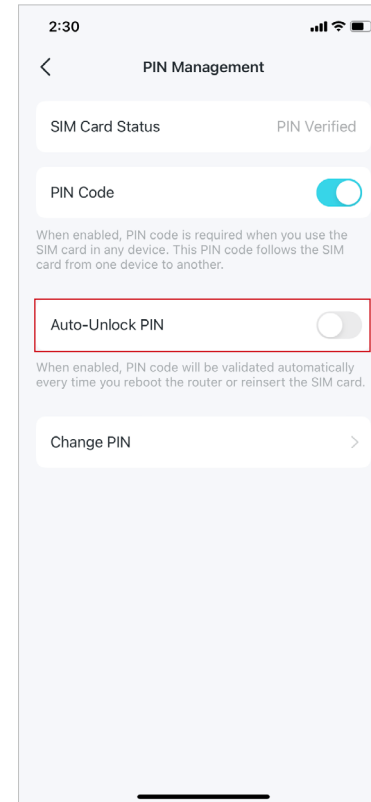 2:30
PIN Management
SIM Card Status PIN Verified
PIN Code
When enabled, PIN code is required when you use the
SIM card in any device. This PIN code follows the SIM
card from one device to another.
Auto-Unlock PIN
When enabled, PIN code will be validated automatically
every time you reboot the router or reinsert the SIM card.
Change PIN